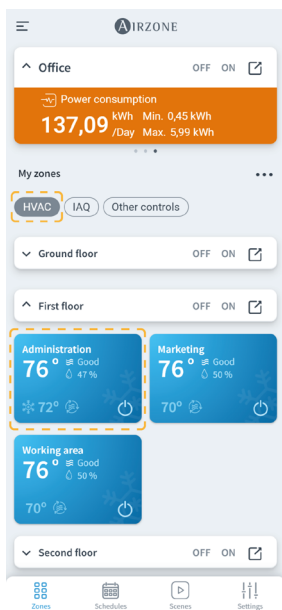 AIRZONE
Office OFF ON
Power consumption
137,09 kWh /Day Min. 0,45 kWh Max. 5,99 kWh
My zones
HVAC IAQ Other controls
Ground floor OFF ON
First floor OFF ON
Administration
76° Good
47 %
72°
Marketing
76° Good
50 %
70°
Working area
76° Good
50 %
70°
Second floor OFF ON
Zones Schedules Scenes Settings